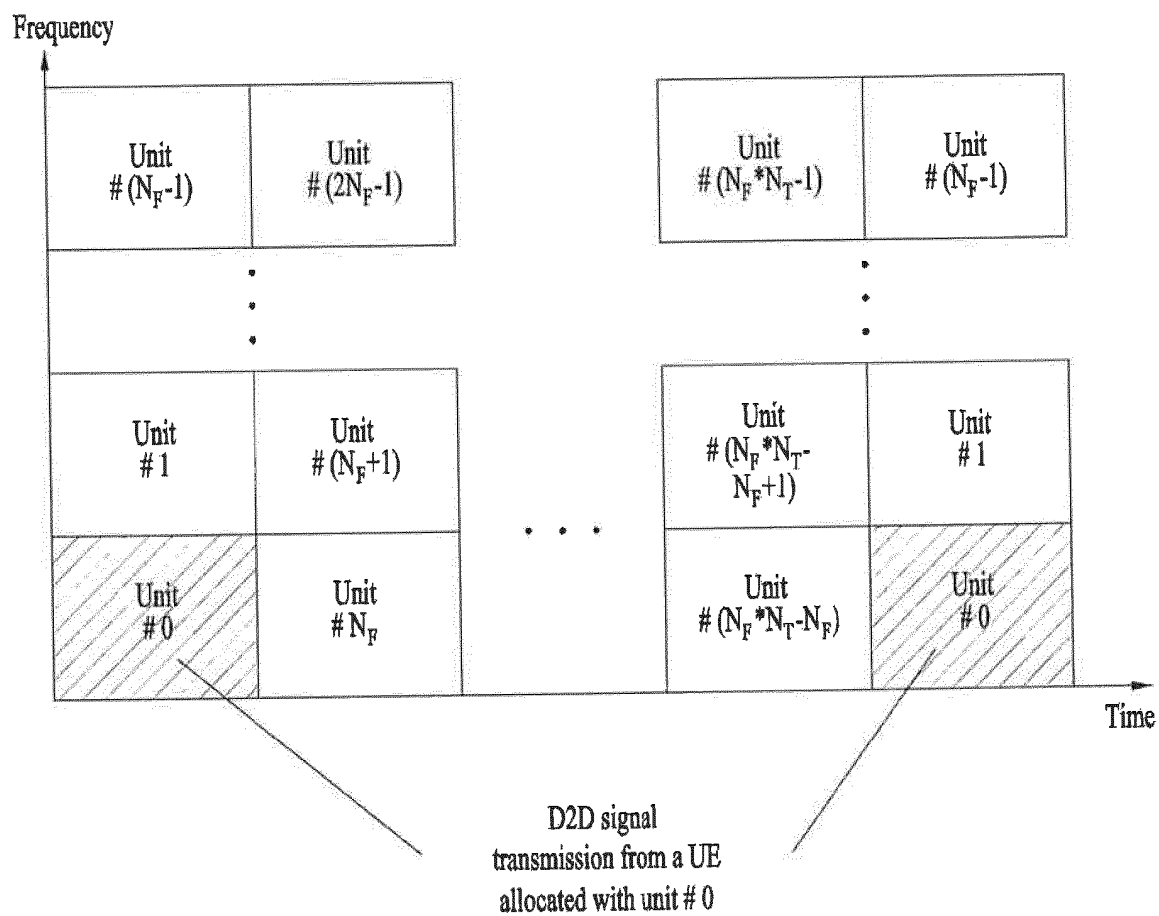 Frequency
Unit
# (N_F-1)
Unit
# (2N_F-1)
Unit
# (N_F*N_T-1)
Unit
# (N_F-1)
Unit
# 1
Unit
# (N_F+1)
Unit
# (N_F*N_T-
N_F+1)
Unit
# 1
Unit
# 0
Unit
# N_F
Unit
# (N_F*N_T-N_F)
Unit
# 0
Time
D2D signal
transmission from a UE
allocated with unit # 0